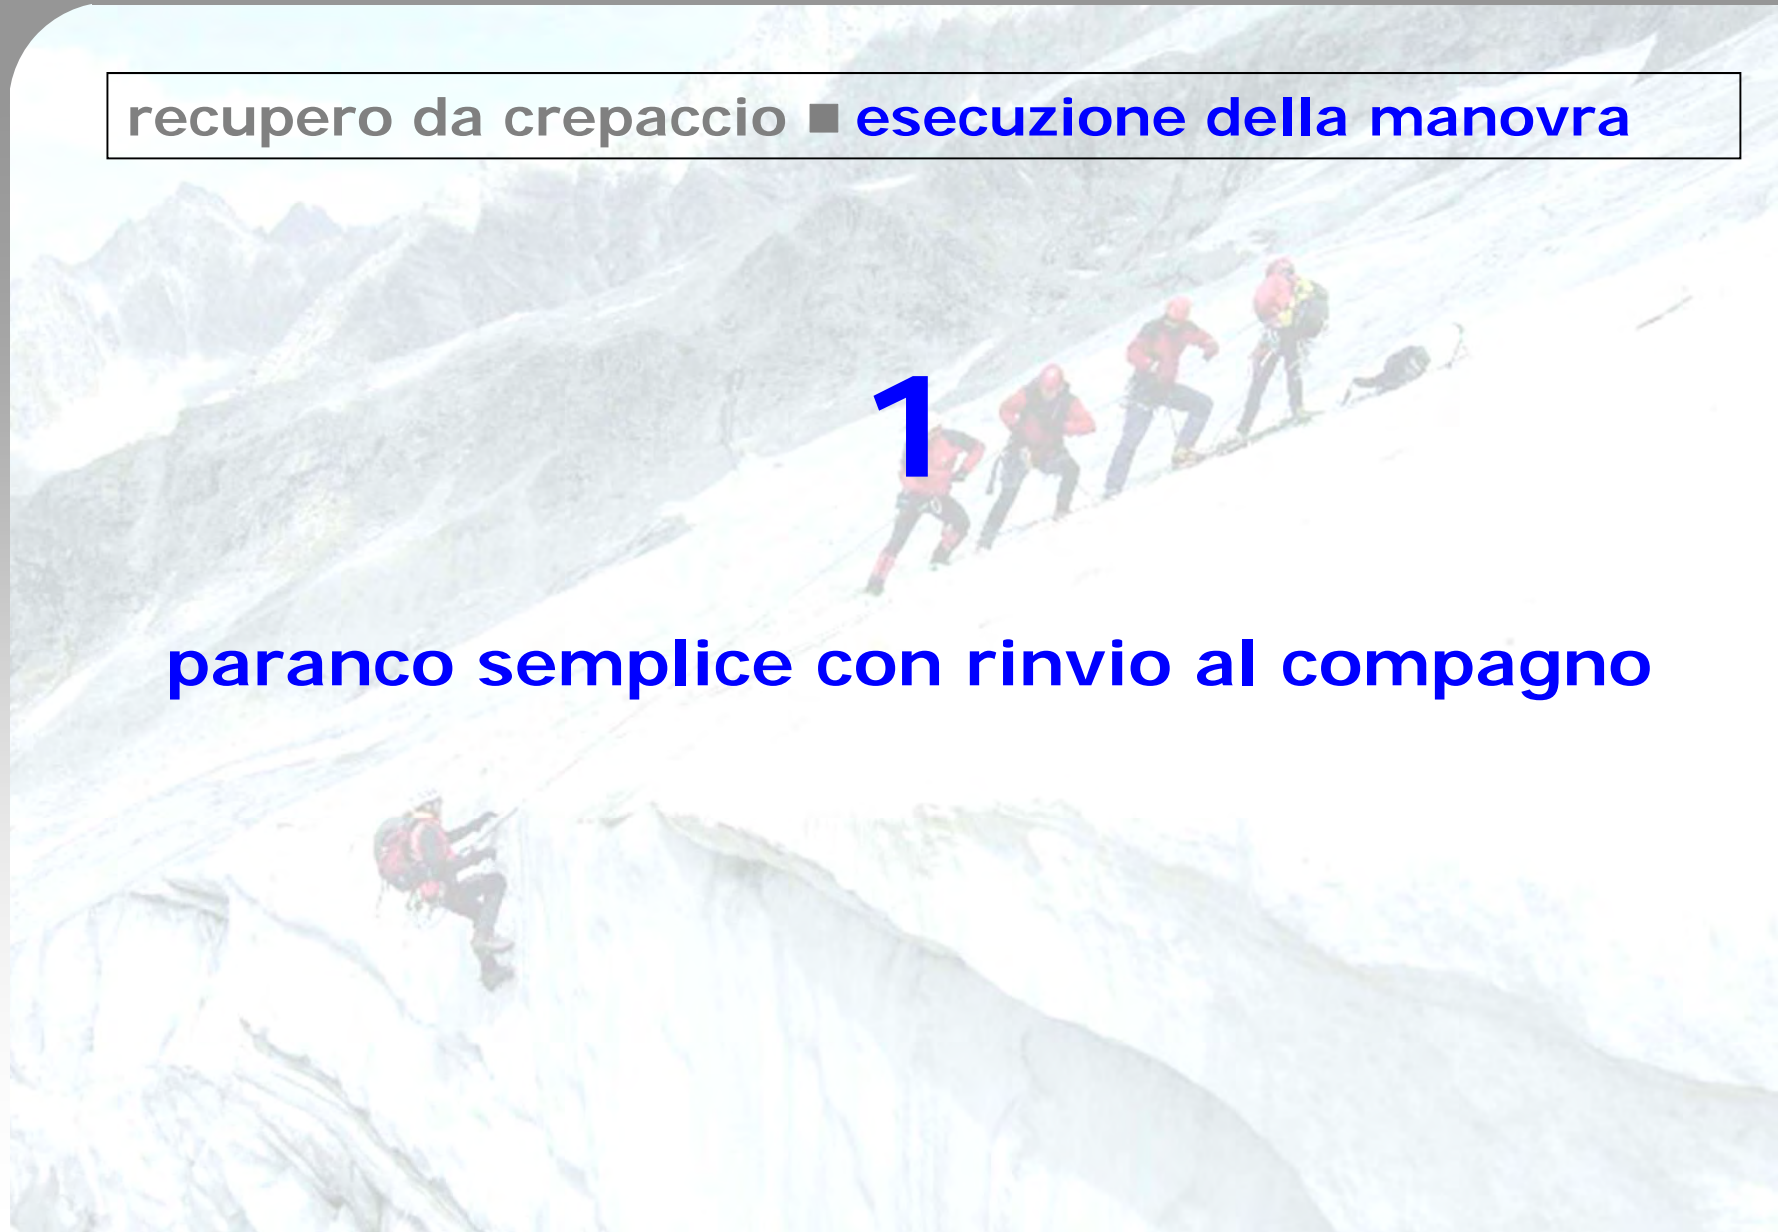 recupero da crepaccio ■ esecuzione della manovra
1
paranco semplice con rinvio al compagno